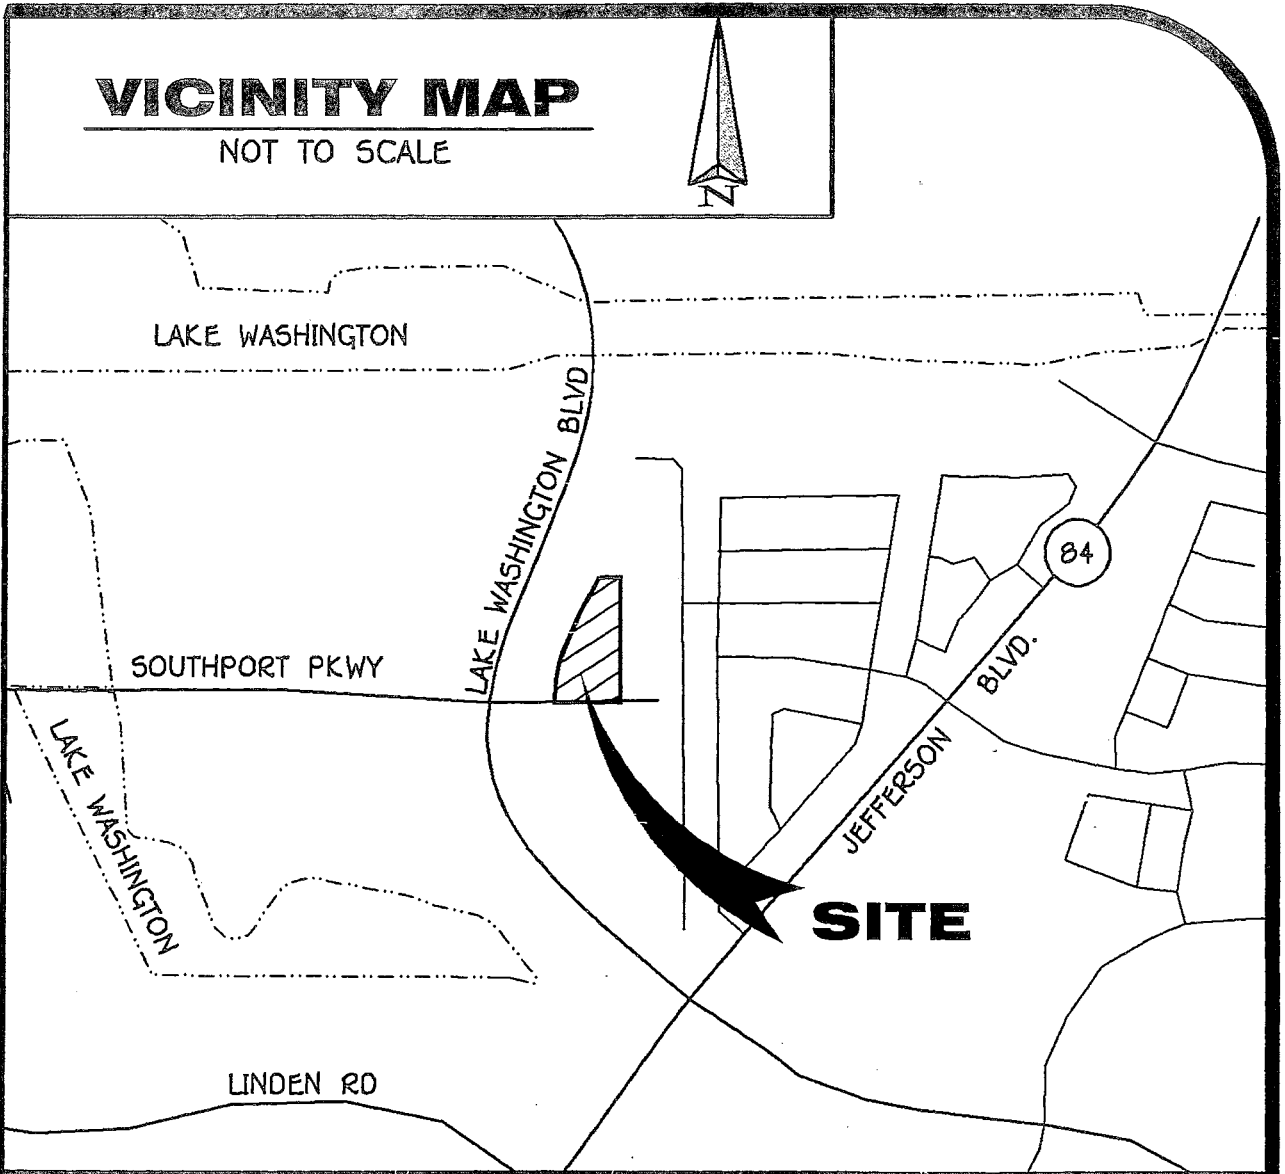 VICINITY MAP
NOT TO SCALE
N
LAKE WASHINGTON
LAKE WASHINGTON BLVD
84
SOUTHPORT PKWY
JEFFERSON BLVD.
LAKE WASHINGTON
SITE
LINDEN RD